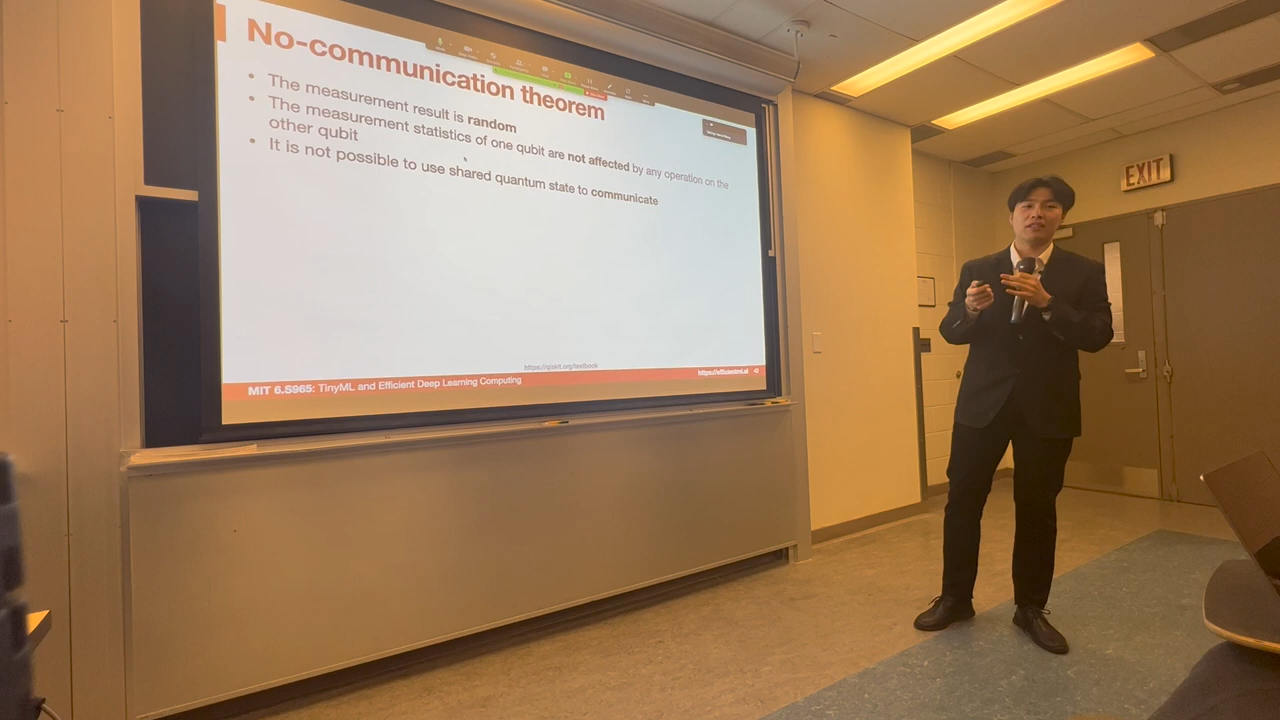 No-communication theorem
• The measurement result is random
• The measurement statistics of one qubit are not affected by any operation on the
other qubit
• It is not possible to use shared quantum state to communicate
https://qiskit.org/textbook
MIT 6.S965: TinyML and Efficient Deep Learning Computing
https://efficientml.ai
EXIT